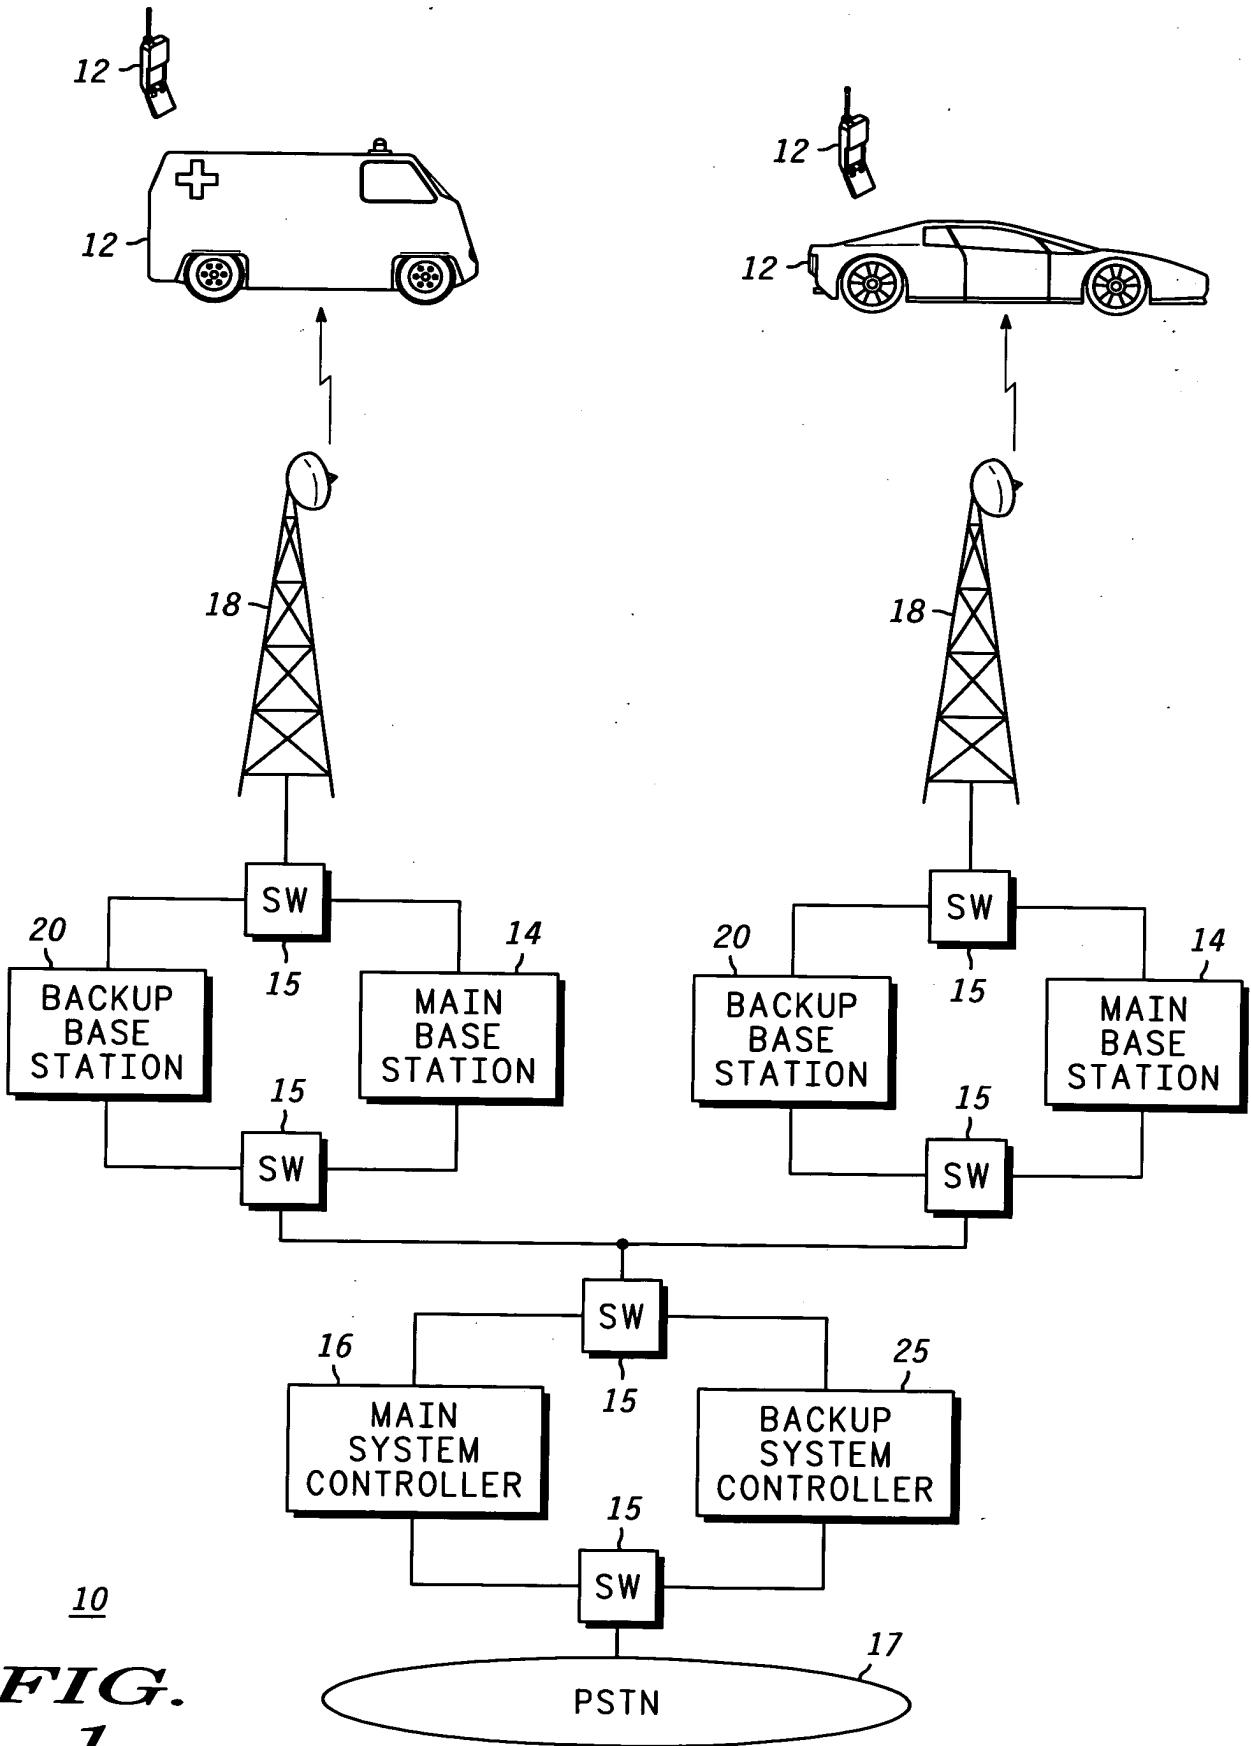 12
12
12
12
18
18
SW
SW
20
15
14
20
15
14
BACKUP
BASE
STATION
MAIN
BASE
STATION
BACKUP
BASE
STATION
MAIN
BASE
STATION
15
15
SW
SW
SW
16
15
25
MAIN
SYSTEM
CONTROLLER
BACKUP
SYSTEM
CONTROLLER
15
SW
10
17
PSTN
FIG.
1